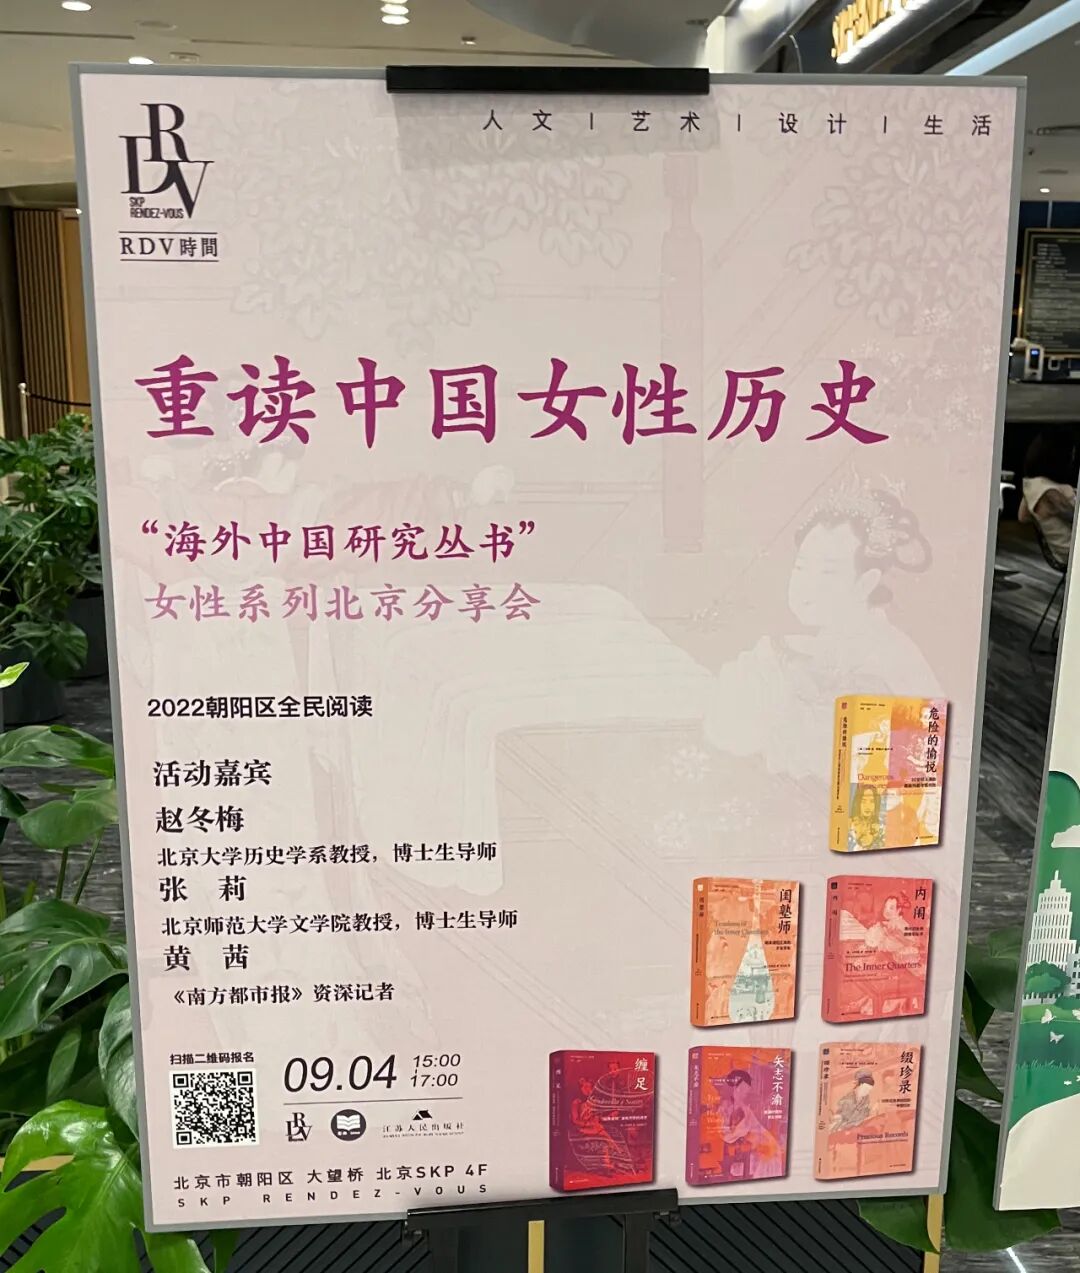 RDV
SKP
RENDEZ-VOUS
RDV時間
人文 | 艺术 | 设计 | 生活
重读中国女性历史
“海外中国研究丛书”
女性系列北京分享会
2022朝阳区全民阅读
活动嘉宾
赵冬梅
北京大学历史学系教授，博士生导师
张 莉
北京师范大学文学院教授，博士生导师
黄 茜
《南方都市报》资深记者
危险的愉悦
Dangerous
闺塾师
Teachers of
the Inner Chambers
内闱
The Inner Quarters
缠足
Cinderella's Sisters
矢志不渝
缀珍录
Precious Records
扫描二维码报名
09.04
15:00
17:00
RDV
江苏人民出版社
北京市朝阳区 大望桥 北京SKP 4F
SKP RENDEZ-VOUS